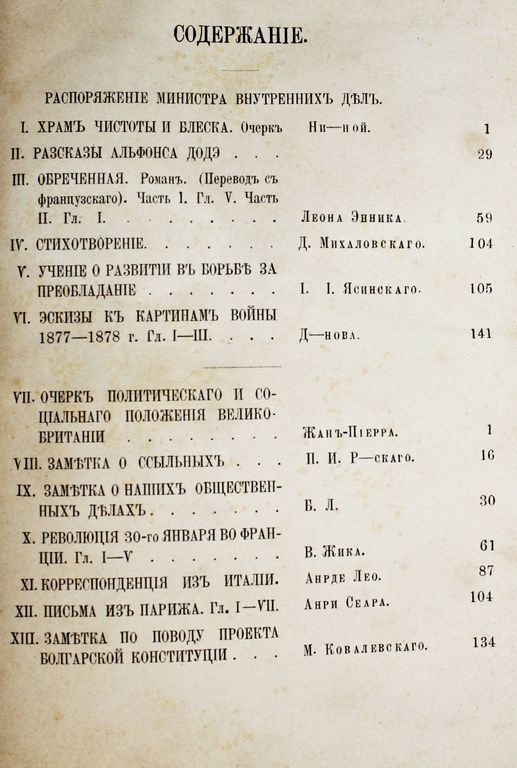 СОДЕРЖАНІЕ.
РАСПОРЯЖЕНІЕ МИНИСТРА ВНУТРЕННИХЪ ДѢЛЪ.
I. ХРАМЪ ЧИСТОТЫ И БЛЕСКА. Очеркъ Ни—ной. 1
II. РАЗСКАЗЫ АЛЬФОНСА ДОДЭ . . . 29
III. ОБРЕЧЕННАЯ. Романъ. (Переводъ съ
французскаго). Часть I. Гл. V. Часть
II. Гл. I. . . . . . . . . Леона Энника 59
IV. СТИХОТВОРЕНІЕ. . . . . . . Д. Михаловскаго. 104
V. УЧЕНІЕ О РАЗВИТІИ ВЪ БОРЬБѢ ЗА
ПРЕОБЛАДАНІЕ . . . . . . . I. I. Ясинскаго. 105
VI. ЭСКИЗЫ КЪ КАРТИНАМЪ ВОЙНЫ
1877—1878 г. Гл. I—III. . . . Д—нова. 141
VII. ОЧЕРКЪ ПОЛИТИЧЕСКАГО И СО-
ЦІАЛЬНАГО ПОЛОЖЕНІЯ ВЕЛИКО-
БРИТАНІИ . . . . . . . . Жанъ-Піерра. 1
VIII. ЗАМѢТКА О ССЫЛЬНЫХЪ . . . П. И. Р—скаго. 16
IX. ЗАМѢТКА О НАШИХЪ ОБЩЕСТВЕН-
НЫХЪ ДѢЛАХЪ . . . . . . . Б. Л. 30
X. РЕВОЛЮЦІЯ 30-го ЯНВАРЯ ВО ФРАН-
ЦІИ. Гл. I—V . . . . . . . В. Жика. 61
XI. КОРРЕСПОНДЕНЦІЯ ИЗЪ ИТАЛІИ. Анрде Лео. 87
XII. ПИСЬМА ИЗЪ ПАРИЖА. Гл. I—VII. Анри Сеара. 104
XIII. ЗАМѢТКА ПО ПОВОДУ ПРОЕКТА
БОЛГАРСКОЙ КОНСТИТУЦІИ . . . М. Ковалевскаго. 134